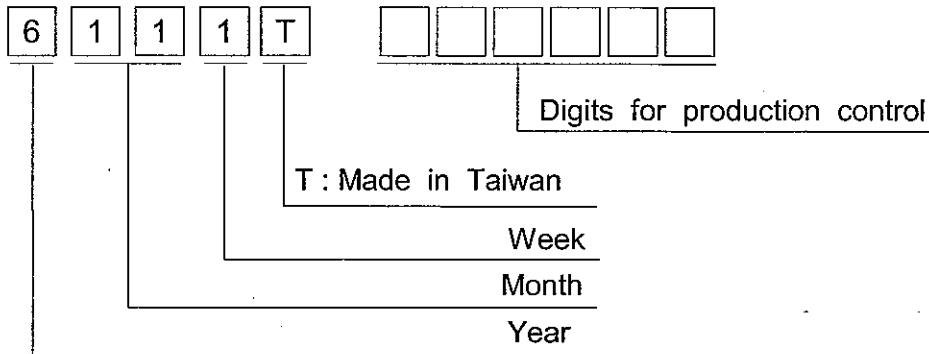 6 1 1 1 T
Digits for production control
T : Made in Taiwan
Week
Month
Year